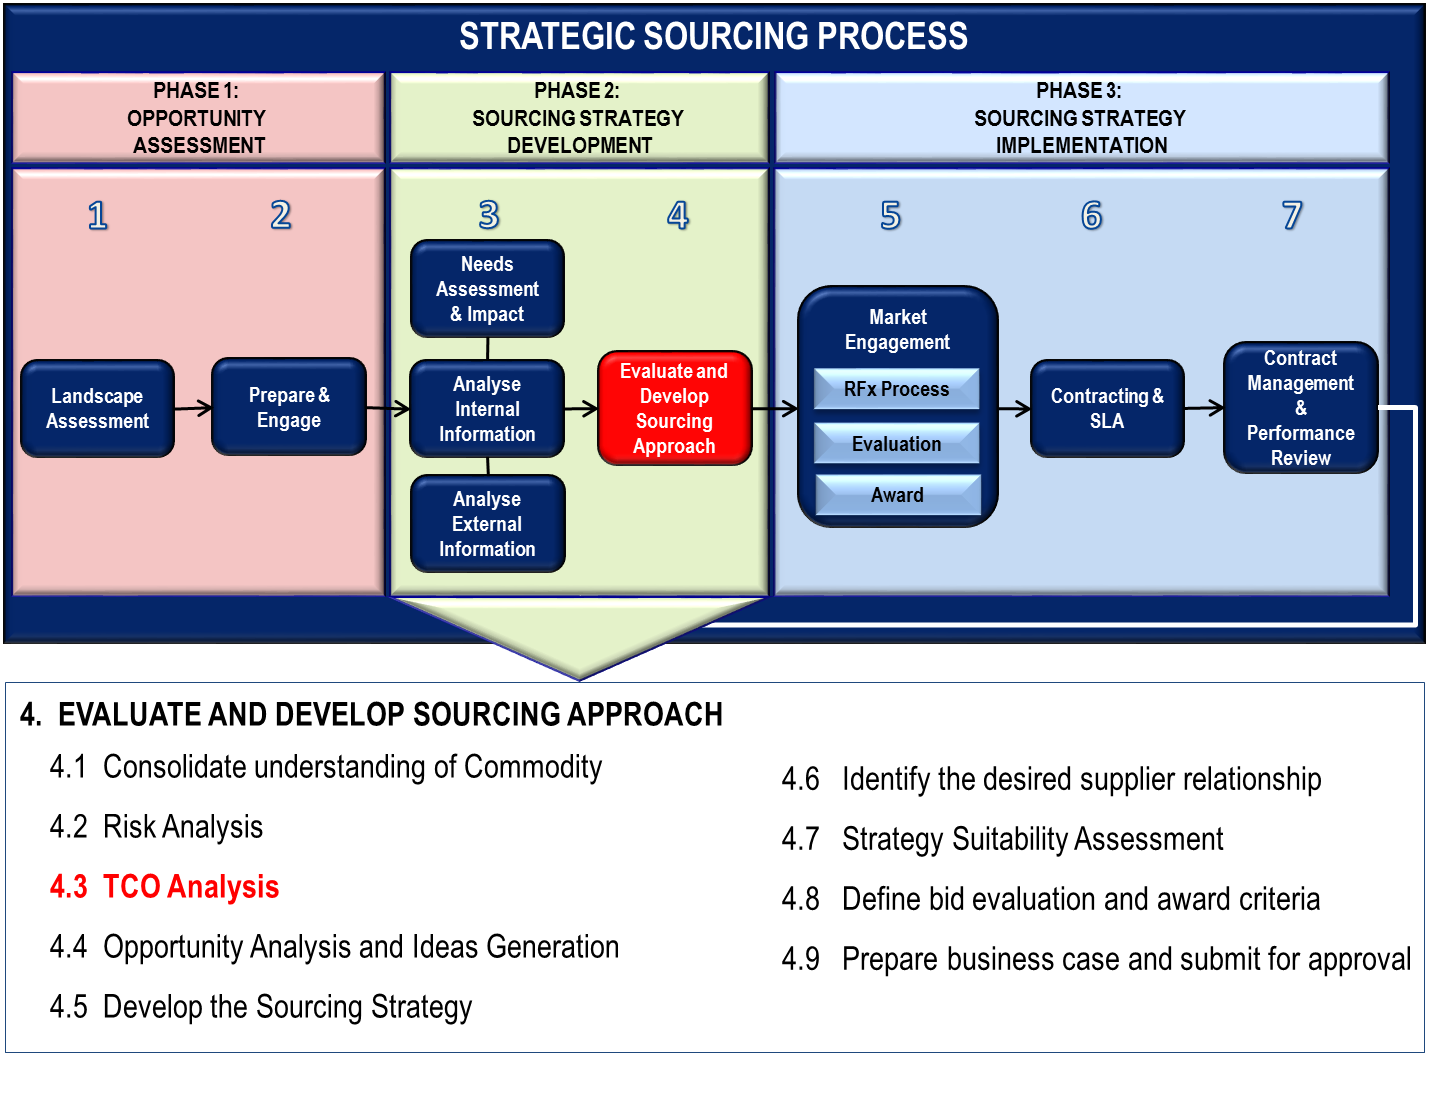 STRATEGIC SOURCING PROCESS
PHASE 1:
OPPORTUNITY
ASSESSMENT
PHASE 2:
SOURCING STRATEGY
DEVELOPMENT
PHASE 3:
SOURCING STRATEGY
IMPLEMENTATION
1
2
3
4
5
6
7
Landscape
Assessment
Prepare &
Engage
Needs
Assessment
& Impact
Analyse
Internal
Information
Analyse
External
Information
Evaluate and
Develop
Sourcing
Approach
Market
Engagement
RFx Process
Evaluation
Award
Contracting &
SLA
Contract
Management
&
Performance
Review
4. EVALUATE AND DEVELOP SOURCING APPROACH
4.1 Consolidate understanding of Commodity
4.2 Risk Analysis
4.3 TCO Analysis
4.4 Opportunity Analysis and Ideas Generation
4.5 Develop the Sourcing Strategy
4.6 Identify the desired supplier relationship
4.7 Strategy Suitability Assessment
4.8 Define bid evaluation and award criteria
4.9 Prepare business case and submit for approval